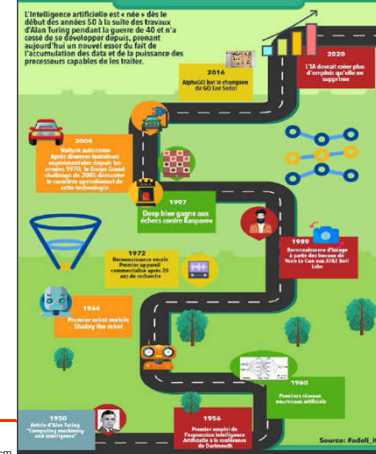 L'Intelligence artificielle est « née » dès le
début des années 50 à la suite des travaux
d'Alan Turing pendant la guerre de 40 et n'a
cessé de se développer depuis, prenant
aujourd'hui un nouvel essor du fait de
l'accumulation des data et de la puissance des
processeurs capables de les traiter.
2020
L'IA devrait créer plus
d'emplois qu'elle en
supprime
2016
AlphaGO bat le champion
de GO Lee Sedol
2005
Voiture autonome
Après diverses tentatives
expérimentales depuis les
années 1970, le Darpa Grand
challenge de 2005 démontre
le caractère opérationnel de
cette technologie.
1997
Deep blue gagne aux
échecs contre Kasparov
1989
Reconnaissance d'image
à partir des travaux de
Yann Le Cun aux AT&T Bell
Labs
1972
Reconnaissance vocale
Premier appareil
commercialisé après 20
ans de recherche
1966
Premier robot mobile
Shakey the robot
1960
Premiers réseaux
neuronaux artificiels
1950
Article d'Alan Turing
"Computing machinery
and intelligence"
1956
Premier emploi de
l'expression Intelligence
Artificielle à la conférence
de Dartmouth
Source: #adeli_it